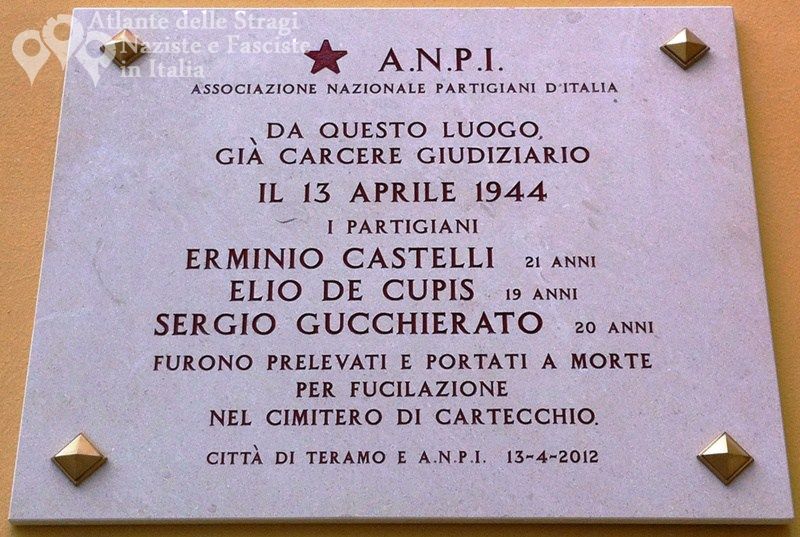 Atlante delle Stragi
Naziste e Fasciste
in Italia
A.N.P.I.
ASSOCIAZIONE NAZIONALE PARTIGIANI D'ITALIA
DA QUESTO LUOGO,
GIÀ CARCERE GIUDIZIARIO
IL 13 APRILE 1944
I PARTIGIANI
ERMINIO CASTELLI 21 ANNI
ELIO DE CUPIS 19 ANNI
SERGIO GUCCHIERATO 20 ANNI
FURONO PRELEVATI E PORTATI A MORTE
PER FUCILAZIONE
NEL CIMITERO DI CARTECCHIO.
CITTÀ DI TERAMO E A.N.P.I. 13-4-2012